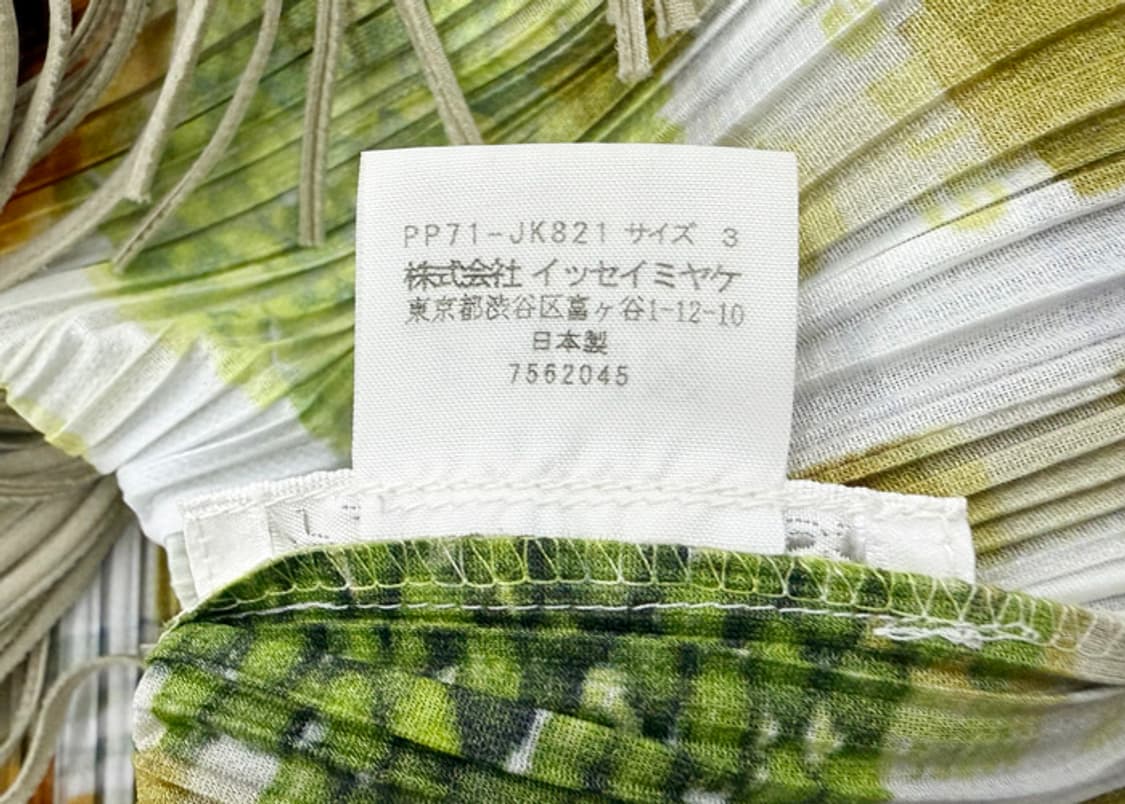 PP71-JK821 サイズ 3
株式会社 イッセイミヤケ
東京都渋谷区富ヶ谷1-12-10
日本製
7562045